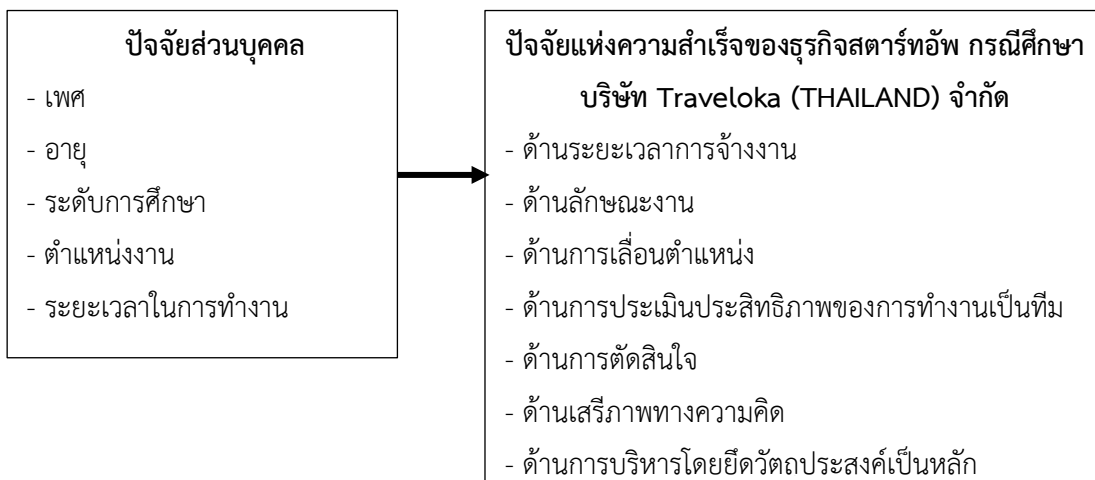 ปัจจัยส่วนบุคคล
- เพศ
- อายุ
- ระดับการศึกษา
- ตำแหน่งงาน
- ระยะเวลาในการทำงาน
ปัจจัยแห่งความสำเร็จของธุรกิจสตาร์ทอัพ กรณีศึกษา
บริษัท Traveloka (THAILAND) จำกัด
- ด้านระยะเวลาการจ้างงาน
- ด้านลักษณะงาน
- ด้านการเลื่อนตำแหน่ง
- ด้านการประเมินประสิทธิภาพของการทำงานเป็นทีม
- ด้านการตัดสินใจ
- ด้านเสรีภาพทางความคิด
- ด้านการบริหารโดยยึดวัตถุประสงค์เป็นหลัก